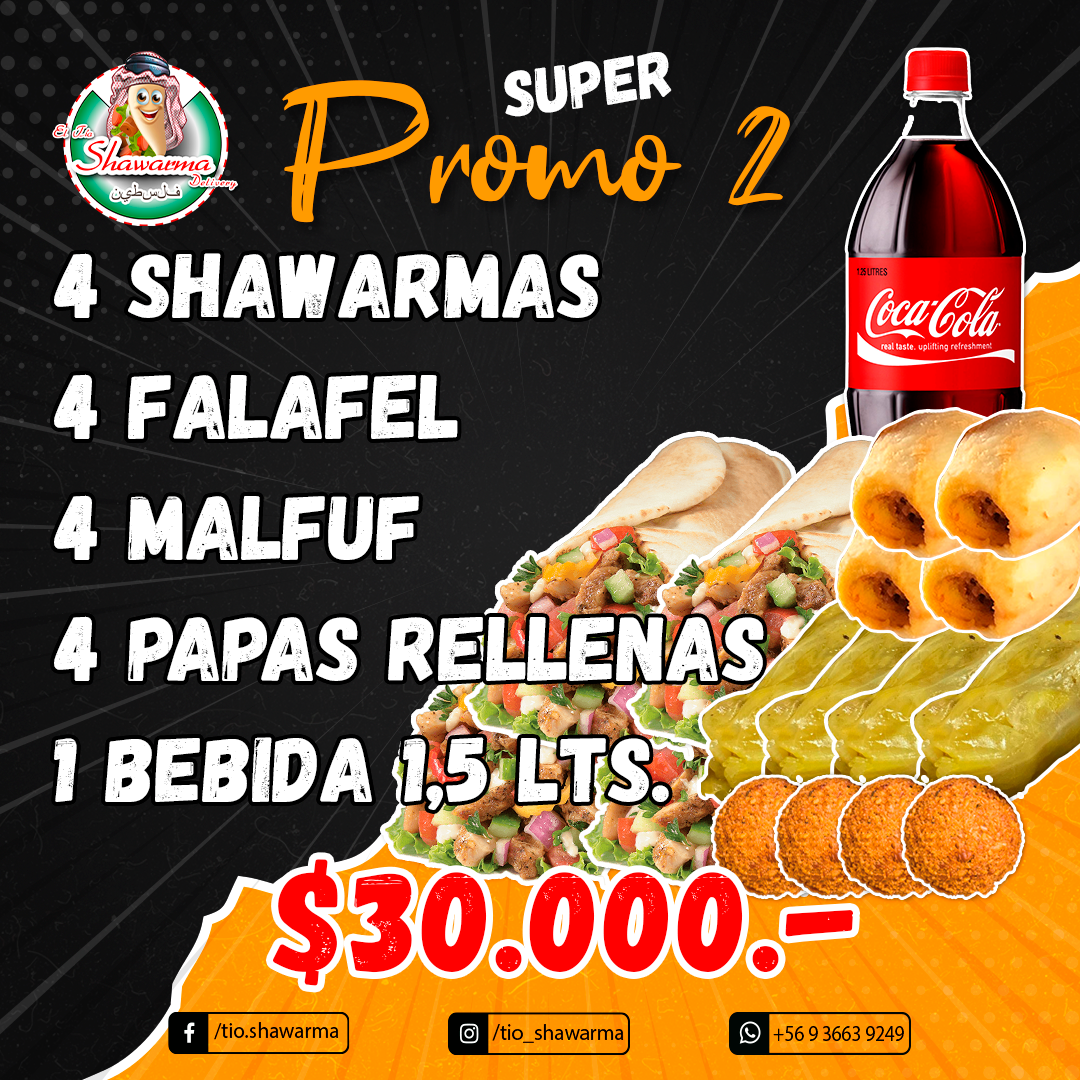 El Tio
Shawarma
Delivery
فلسطين
SUPER
Promo 2
4 SHAWARMAS
4 FALAFEL
4 MALFUF
4 PAPAS RELLENAS
1 BEBIDA 1,5 LTS.
1.25 LITRES
Coca-Cola
real taste. uplifting refreshment
$30.000.-
/tio.shawarma
/tio_shawarma
+56 9 3663 9249